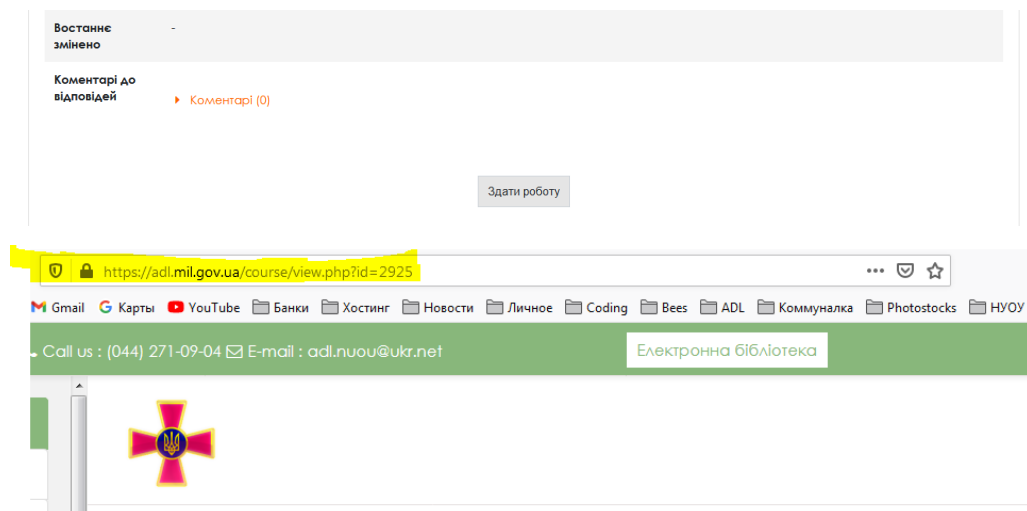 Востаннє -
змінено
Коментарі до
відповідей
Коментарі (0)
Здати роботу
https://adl.mil.gov.ua/course/view.php?id=2925
Gmail Карты YouTube Банки Хостинг Новости Личное Coding Bees ADL Коммуналка Photostocks НУОУ
Call us : (044) 271-09-04 E-mail : adl.nuou@ukr.net Електронна бібліотека